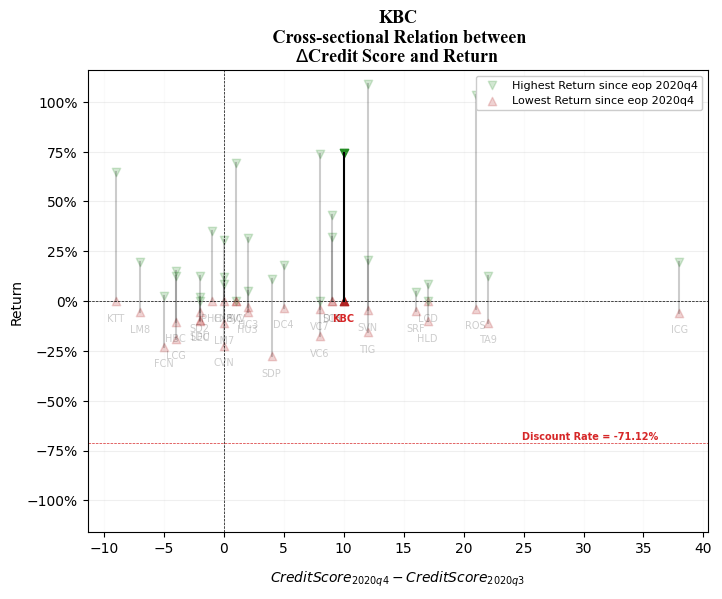 KBC
Cross-sectional Relation between
ΔCredit Score and Return
Highest Return since eop 2020q4
Lowest Return since eop 2020q4
100%
75%
50%
25%
0%
−25%
−50%
−75%
−100%
Return
KTT
LM8
FCN
LCG
CVN
LM7
HG3
SDP
DC4
VC7
VC6
KBC
SVN
TIG
SRF
HLD
ROS
TA9
ICG
Discount Rate = -71.12%
−10
−5
0
5
10
15
20
25
30
35
40
CreditScore2020q4 − CreditScore2020q3